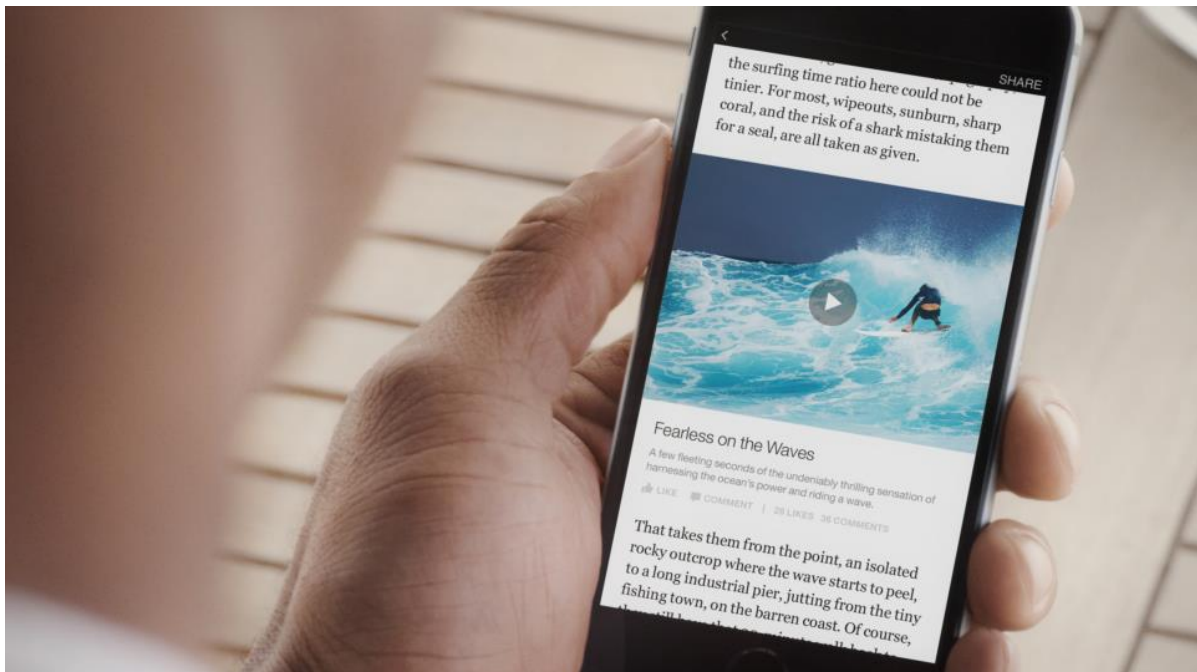 SHARE
the surfing time ratio here could not be
tinier. For most, wipeouts, sunburn, sharp
coral, and the risk of a shark mistaking them
for a seal, are all taken as given.
Fearless on the Waves
A few fleeting seconds of the undeniably thrilling sensation of
harnessing the ocean's power and riding a wave.
LIKE COMMENT | 29 LIKES 36 COMMENTS
That takes them from the point, an isolated
rocky outcrop where the wave starts to peel,
to a long industrial pier, jutting from the tiny
fishing town, on the barren coast. Of course,